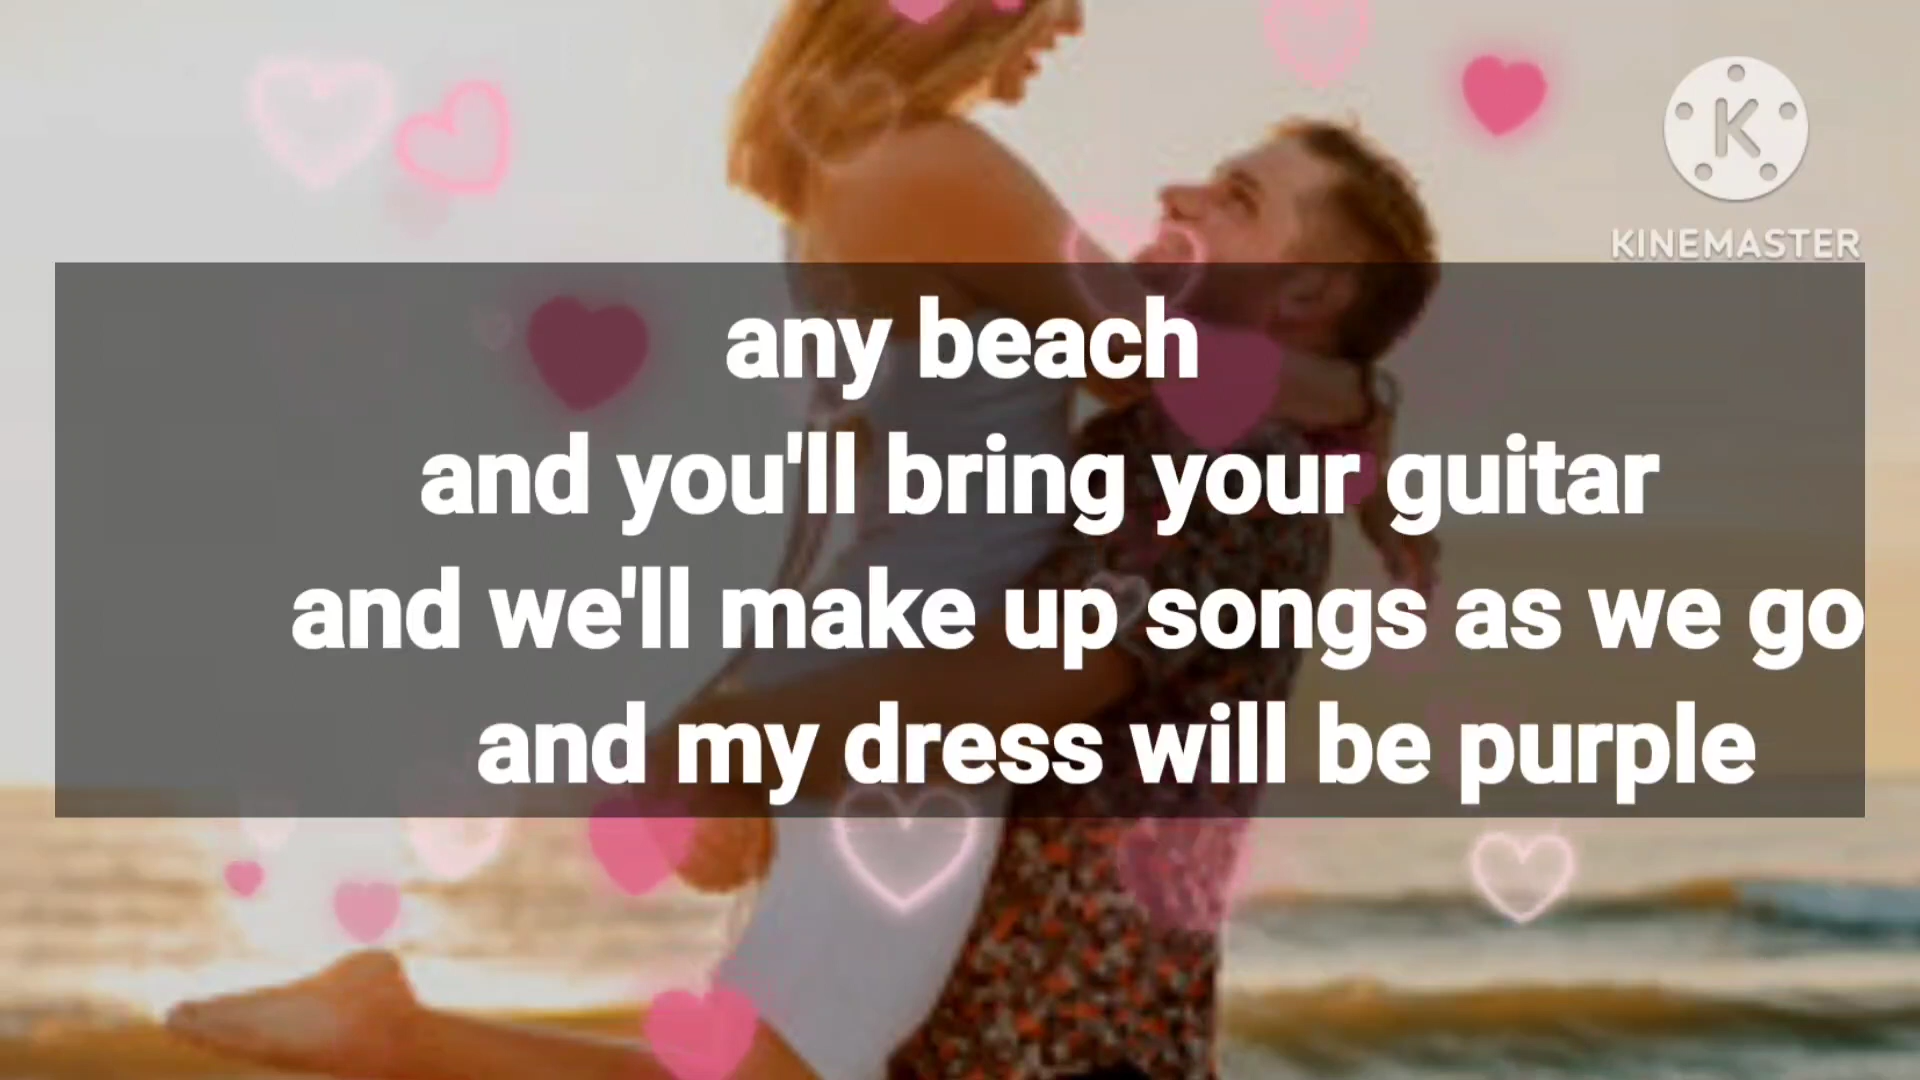 K
KINEMASTER
any beach
and you'll bring your guitar
and we'll make up songs as we go
and my dress will be purple